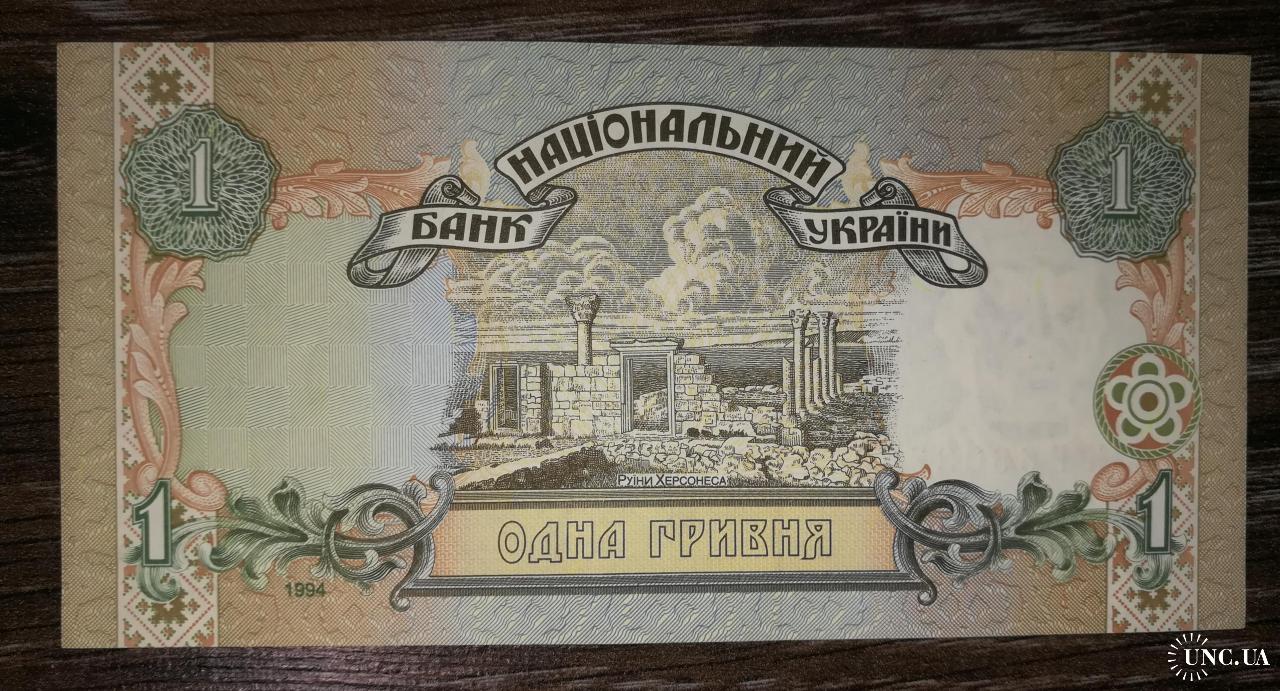 НАЦІОНАЛЬНИЙ
БАНК УКРАЇНИ
1 1
РУЇНИ ХЕРСОНЕСА
ОДНА ГРИВНЯ
1 1
1994
UNC.UA